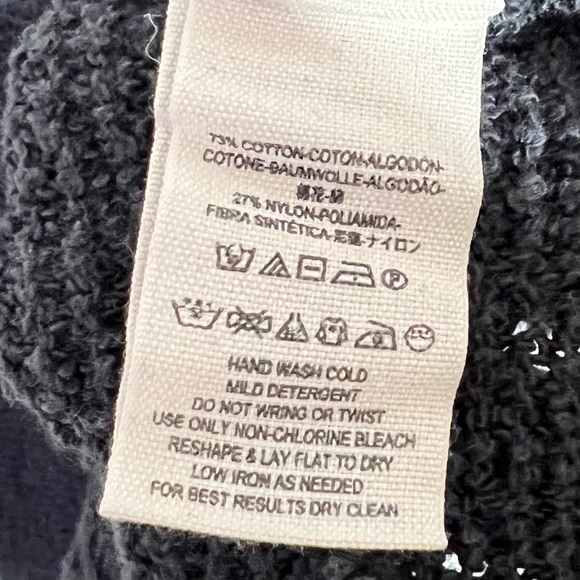 73% COTTON-COTON-ALGODÓN-
COTONE-BAUMWOLLE-ALGODÃO-
棉花-綿
27% NYLON-POLIAMIDA-
FIBRA SINTÉTICA-尼龍-ナイロン
P
HAND WASH COLD
MILD DETERGENT
DO NOT WRING OR TWIST
USE ONLY NON-CHLORINE BLEACH
RESHAPE & LAY FLAT TO DRY
LOW IRON AS NEEDED
FOR BEST RESULTS DRY CLEAN